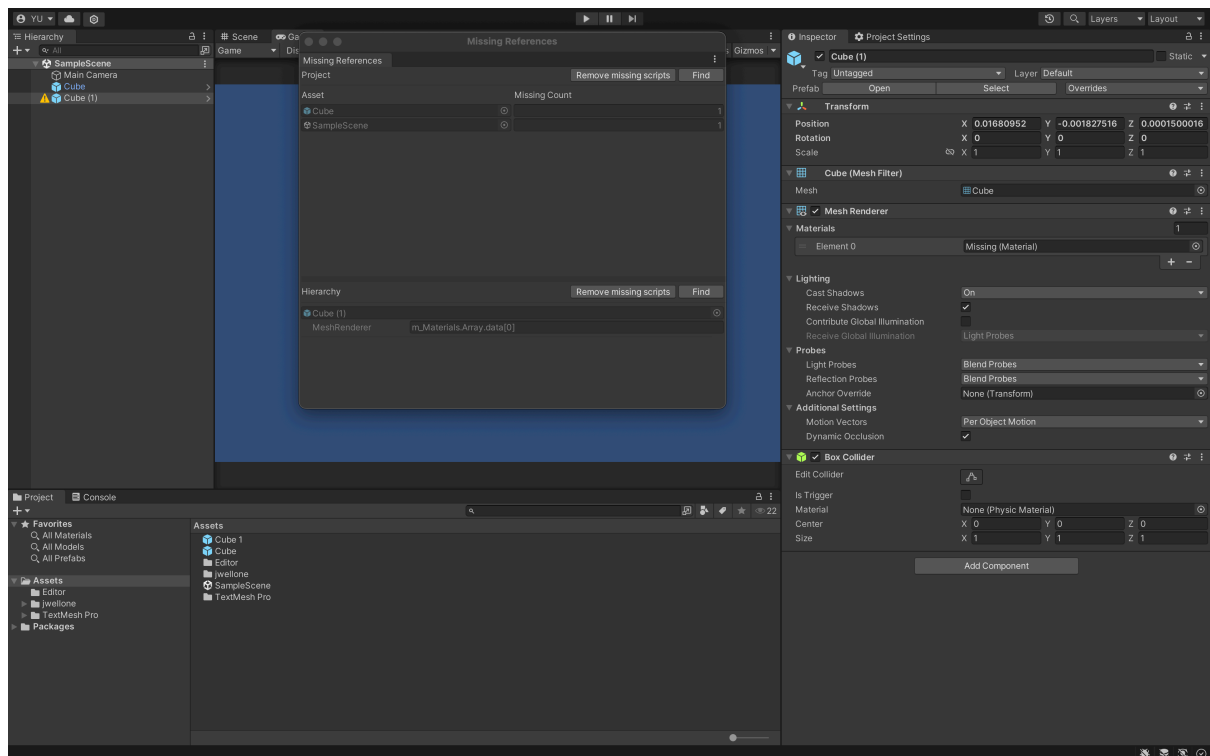 YU
Layers
Layout
Hierarchy
All
SampleScene
Main Camera
Cube
Cube (1)
Scene
Ga
Game
Dis
Gizmos
Missing References
Missing References
Project
Remove missing scripts
Find
Asset
Missing Count
Cube
1
SampleScene
1
Hierarchy
Remove missing scripts
Find
Cube (1)
MeshRenderer
m_Materials.Array.data[0]
Inspector
Project Settings
Cube (1)
Static
Tag Untagged
Layer Default
Prefab
Open
Select
Overrides
Transform
Position X 0.01680952 Y -0.001827516 Z 0.0001500016
Rotation X 0 Y 0 Z 0
Scale X 1 Y 1 Z 1
Cube (Mesh Filter)
Mesh Cube
Mesh Renderer
Materials 1
Element 0 Missing (Material)
+ -
Lighting
Cast Shadows On
Receive Shadows
Contribute Global Illumination
Receive Global Illumination Light Probes
Probes
Light Probes Blend Probes
Reflection Probes Blend Probes
Anchor Override None (Transform)
Additional Settings
Motion Vectors Per Object Motion
Dynamic Occlusion
Box Collider
Edit Collider
Is Trigger
Material None (Physic Material)
Center X 0 Y 0 Z 0
Size X 1 Y 1 Z 1
Add Component
Project
Console
22
Favorites
All Materials
All Models
All Prefabs
Assets
Editor
jwellone
TextMesh Pro
Packages
Assets
Cube 1
Cube
Editor
jwellone
SampleScene
TextMesh Pro